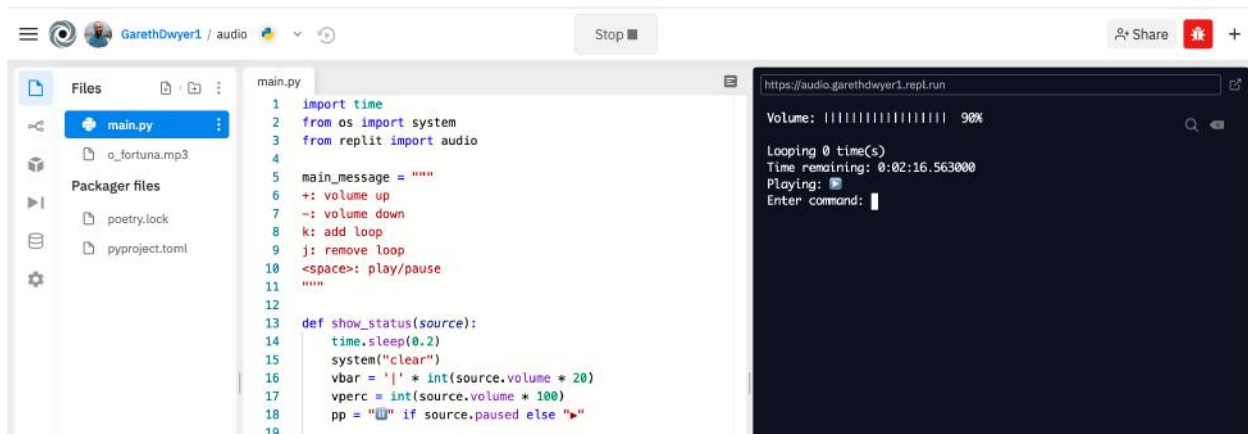 GarethDwyer1 / audio
Stop
Share
Files
main.py
o_fortuna.mp3
Packager files
poetry.lock
pyproject.toml
main.py
1 import time
2 from os import system
3 from replit import audio
4
5 main_message = """
6 +: volume up
7 -: volume down
8 k: add loop
9 j: remove loop
10 <space>: play/pause
11 """
12
13 def show_status(source):
14 time.sleep(0.2)
15 system("clear")
16 vbar = '|' * int(source.volume * 20)
17 vperc = int(source.volume * 100)
18 pp = "⏸" if source.paused else "▶"
19
https://audio.garethdwyer1.repl.run
Volume: |||||||||||||||||| 90%
Looping 0 time(s)
Time remaining: 0:02:16.563000
Playing: ▶
Enter command: